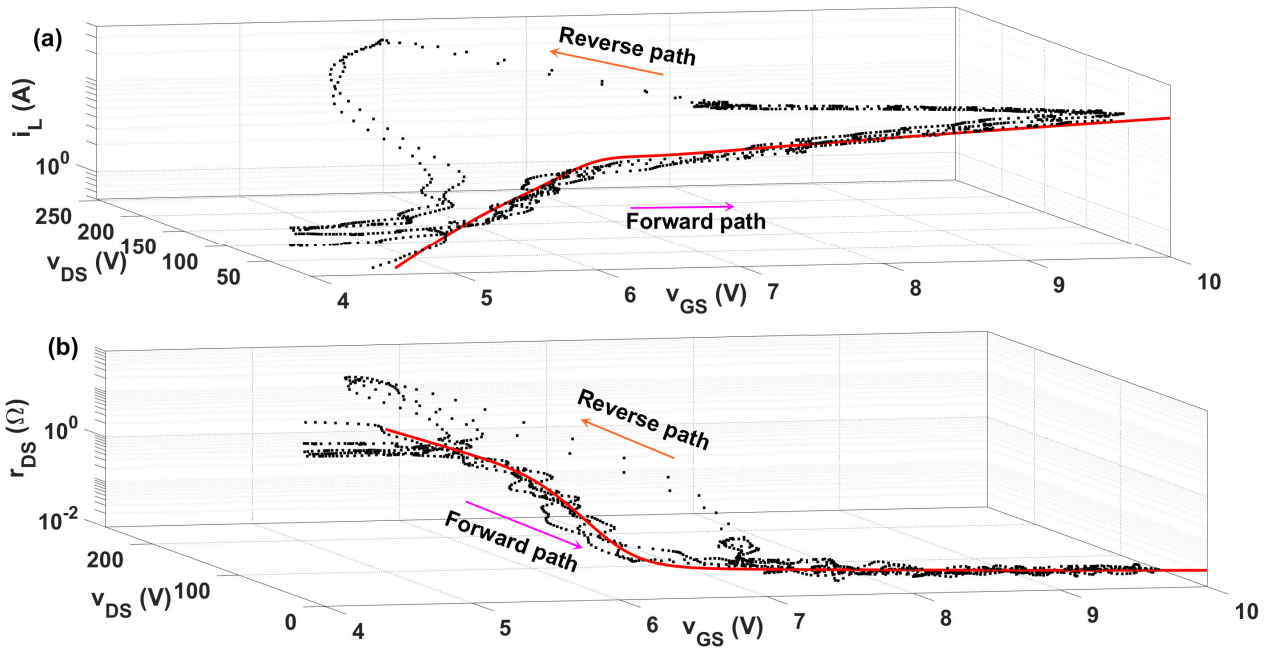 (a)
Reverse path
i_L (A)
10^0
Forward path
250
200
150
100
50
v_DS (V)
4
5
6
7
8
9
10
v_GS (V)
(b)
Reverse path
r_DS (Ω)
10^0
10^-2
Forward path
200
100
0
v_DS (V)
4
5
6
7
8
9
10
v_GS (V)